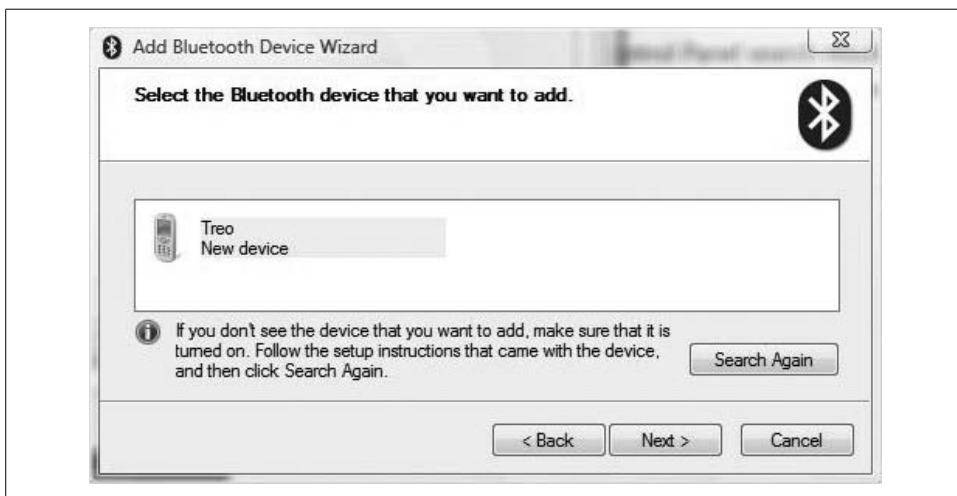 Add Bluetooth Device Wizard
Select the Bluetooth device that you want to add.
Treo
New device
If you don't see the device that you want to add, make sure that it is
turned on. Follow the setup instructions that came with the device,
and then click Search Again.
Search Again
< Back Next > Cancel